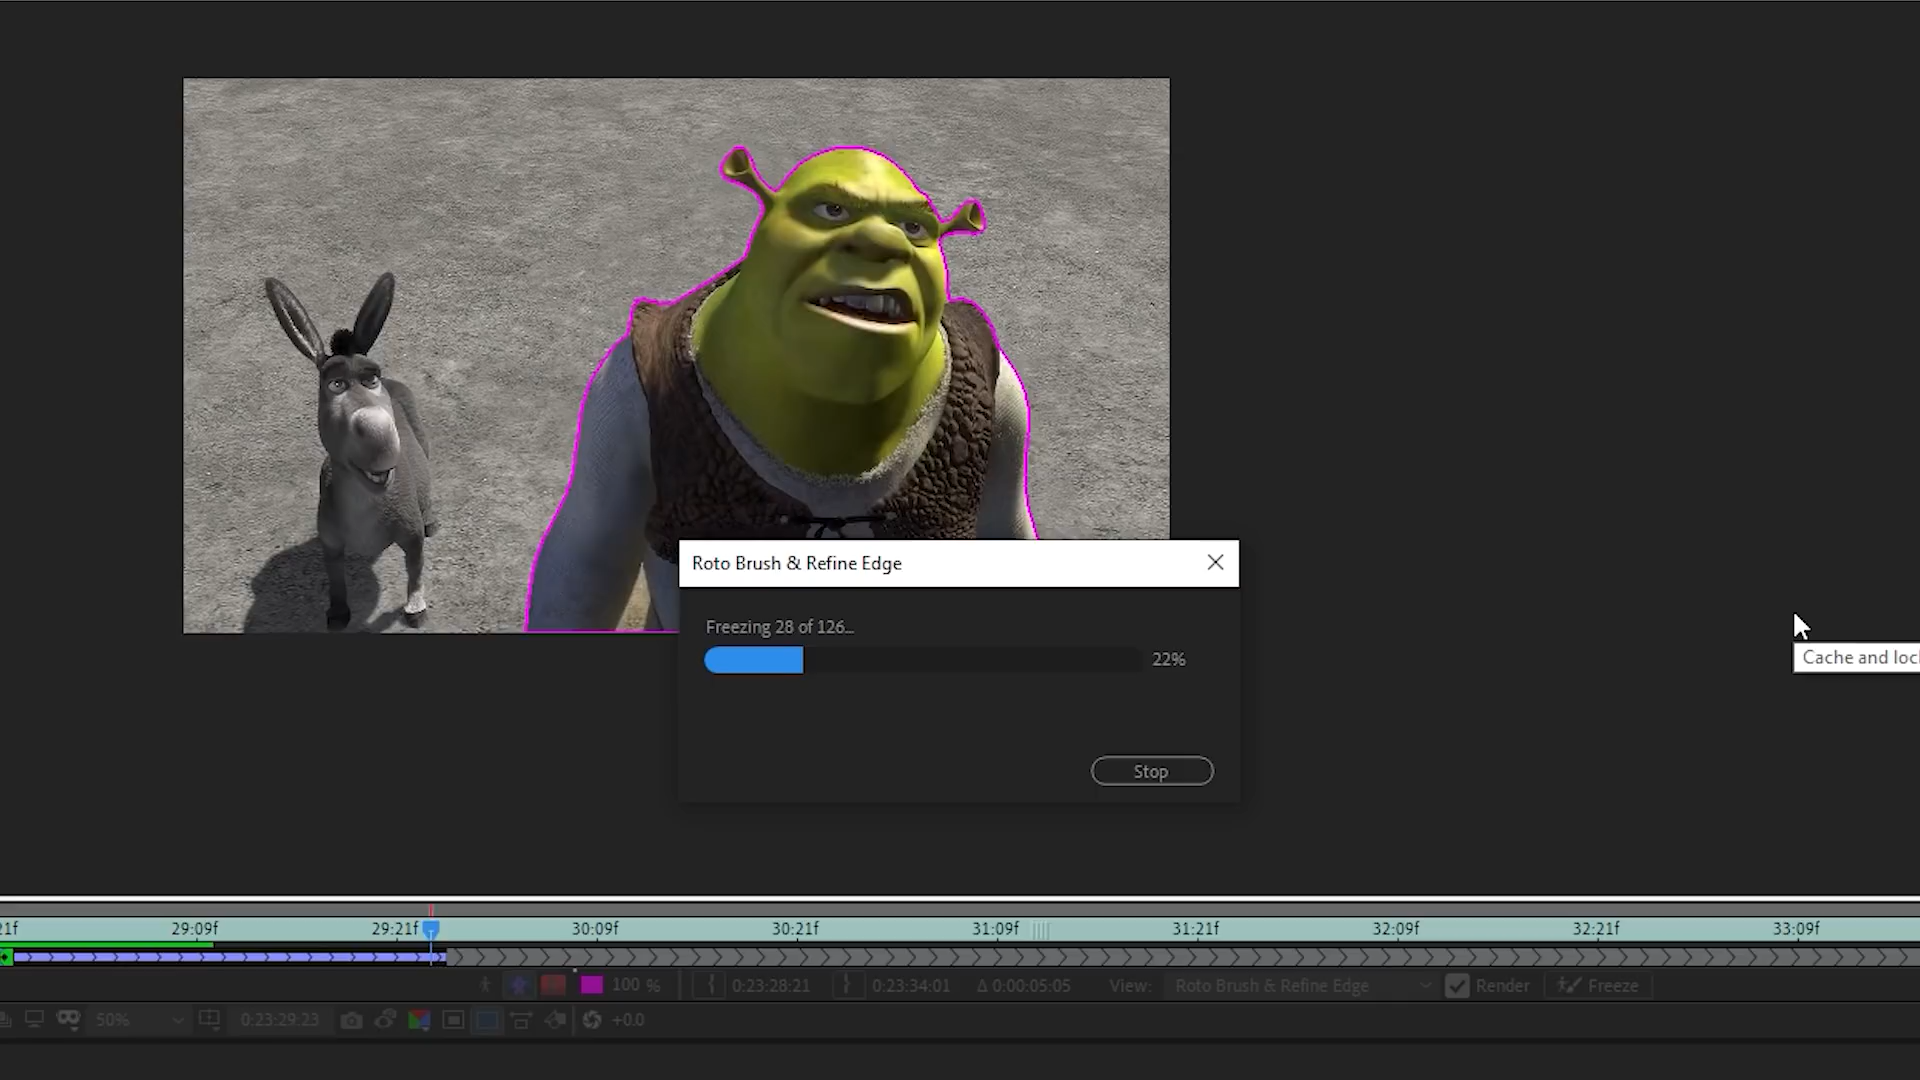 Roto Brush & Refine Edge
Freezing 28 of 126...
22%
Cache and loc
Stop
21f 29:09f 29:21f 30:09f 30:21f 31:09f 31:21f 32:09f 32:21f 33:09f
100 % 0:23:28:21 0:23:34:01 Δ 0:00:05:05 View: Roto Brush & Refine Edge Render Freeze
50% 0:23:29:23 +0.0